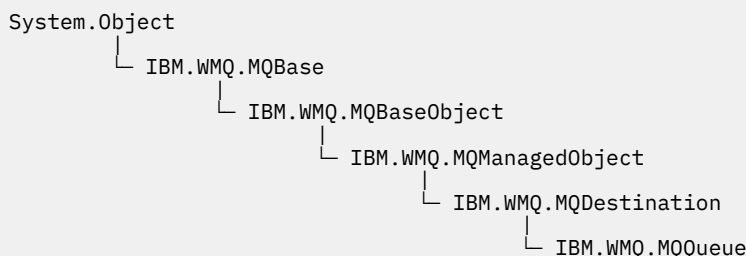 System.Object
IBM.WMQ.MQBase
IBM.WMQ.MQBaseObject
IBM.WMQ.MQManagedObject
IBM.WMQ.MQDestination
IBM.WMQ.MQQueue